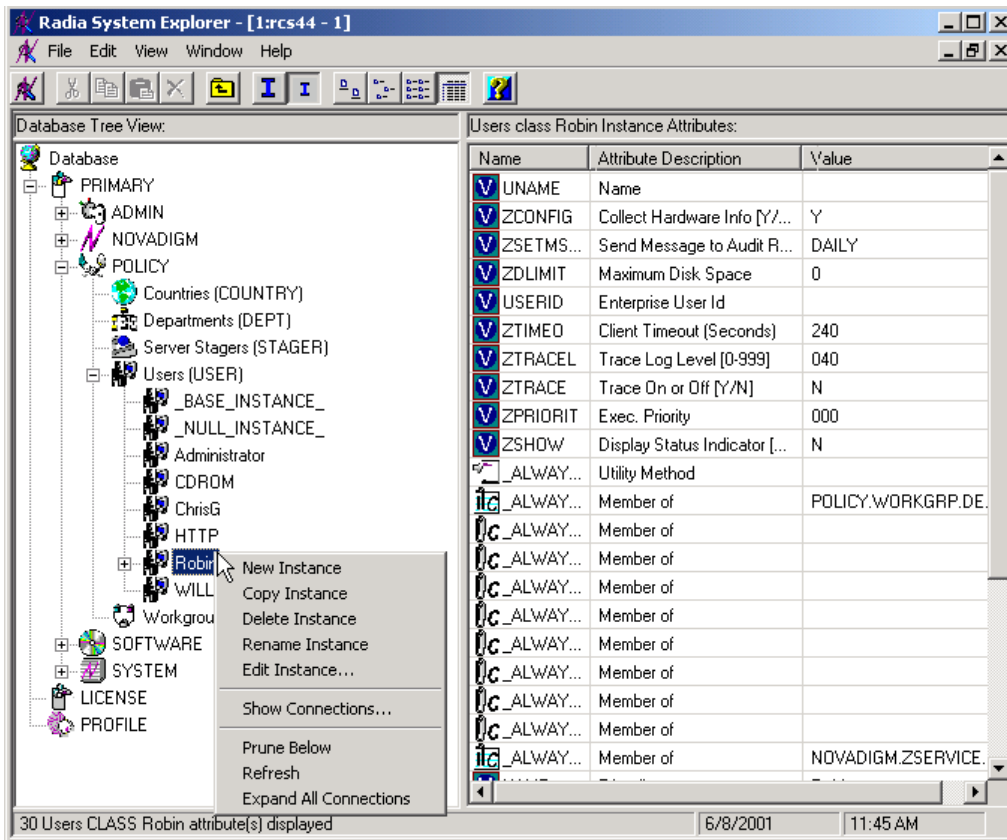 Radia System Explorer - [1:rcs44 - 1]
File Edit View Window Help
Database Tree View:
Users class Robin Instance Attributes:
Database
PRIMARY
ADMIN
NOVADIGM
POLICY
Countries (COUNTRY)
Departments (DEPT)
Server Stagers (STAGER)
Users (USER)
_BASE_INSTANCE_
_NULL_INSTANCE_
Administrator
CDROM
ChrisG
HTTP
Robin
WILL
Workgrou
SOFTWARE
SYSTEM
LICENSE
PROFILE
New Instance
Copy Instance
Delete Instance
Rename Instance
Edit Instance...
Show Connections...
Prune Below
Refresh
Expand All Connections
Name Attribute Description Value
V UNAME Name
V ZCONFIG Collect Hardware Info [Y/... Y
V ZSETMS... Send Message to Audit R... DAILY
V ZDLIMIT Maximum Disk Space 0
V USERID Enterprise User Id
V ZTIMEO Client Timeout (Seconds) 240
V ZTRACEL Trace Log Level [0-999] 040
V ZTRACE Trace On or Off [Y/N] N
V ZPRIORIT Exec. Priority 000
V ZSHOW Display Status Indicator [... N
_ALWAY... Utility Method
_ALWAY... Member of POLICY.WORKGRP.DE.
_ALWAY... Member of
_ALWAY... Member of
_ALWAY... Member of
_ALWAY... Member of
_ALWAY... Member of
_ALWAY... Member of
_ALWAY... Member of
_ALWAY... Member of
_ALWAY... Member of NOVADIGM.ZSERVICE.
30 Users CLASS Robin attribute(s) displayed
6/8/2001
11:45 AM